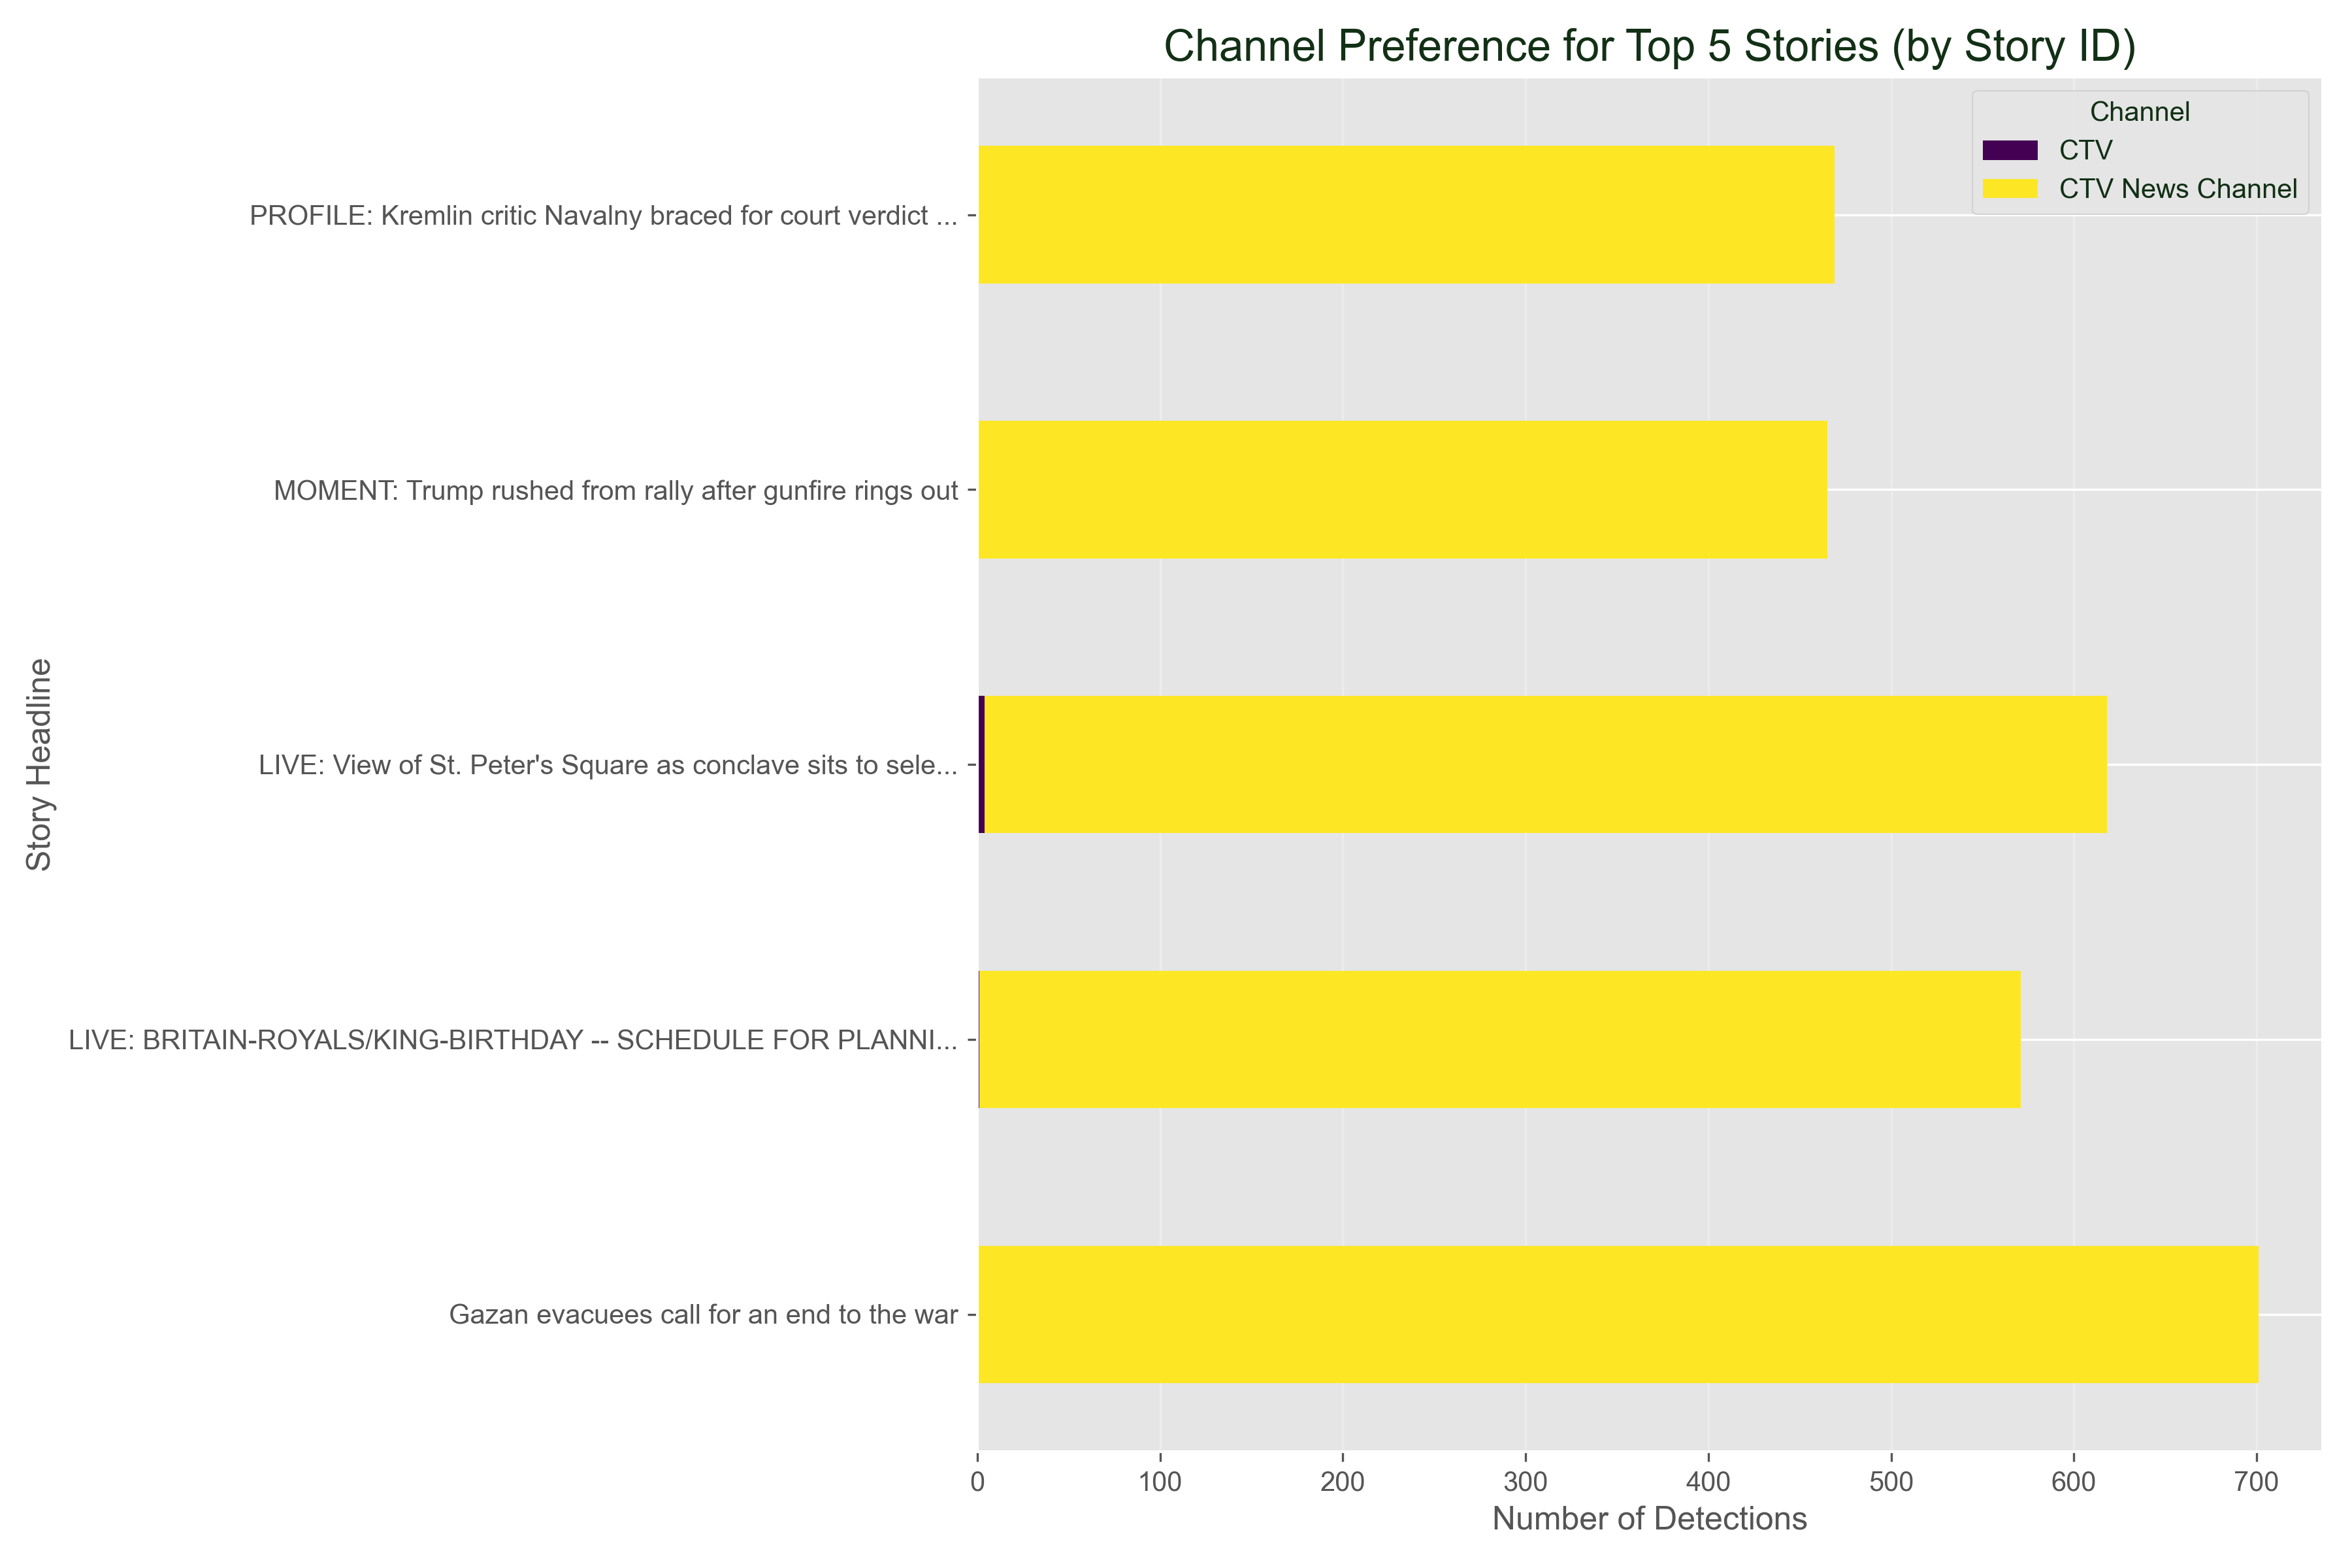 Channel Preference for Top 5 Stories (by Story ID)
Channel
CTV
CTV News Channel
Story Headline
PROFILE: Kremlin critic Navalny braced for court verdict ...
MOMENT: Trump rushed from rally after gunfire rings out
LIVE: View of St. Peter's Square as conclave sits to sele...
LIVE: BRITAIN-ROYALS/KING-BIRTHDAY -- SCHEDULE FOR PLANNI...
Gazan evacuees call for an end to the war
0 100 200 300 400 500 600 700
Number of Detections